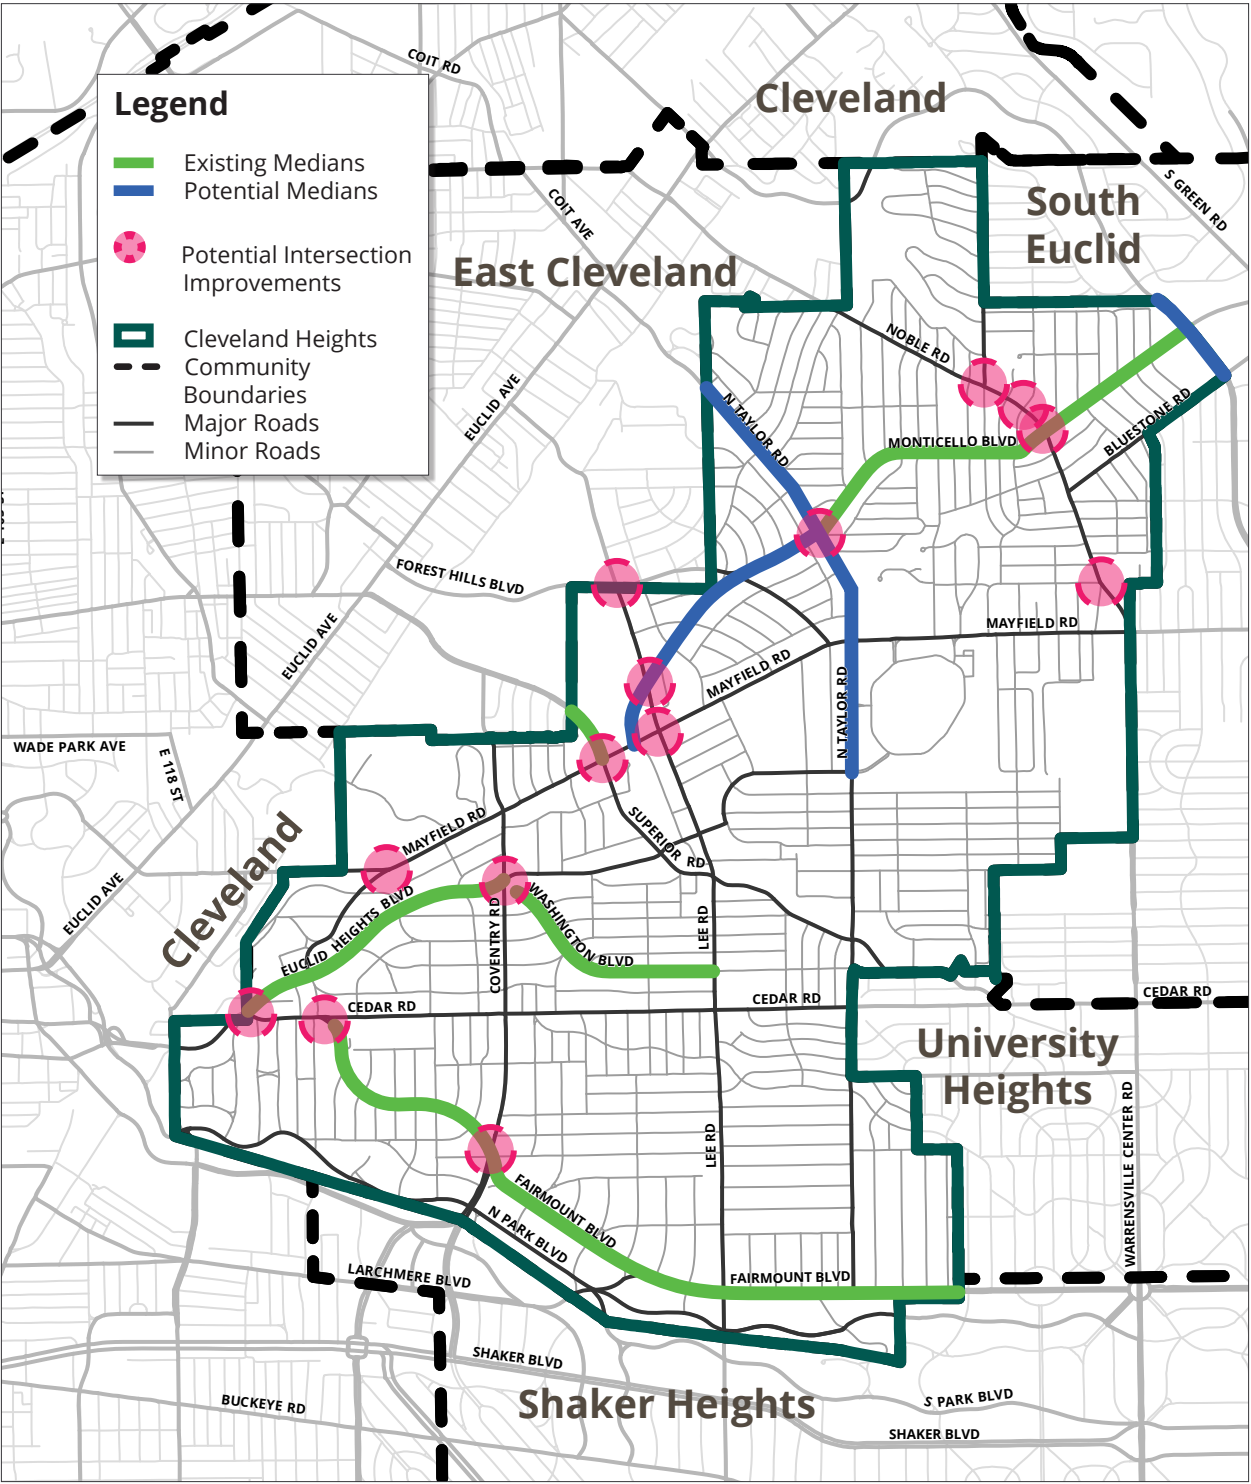 COIT RD
Cleveland
Legend
Existing Medians
Potential Medians
Potential Intersection
Improvements
Cleveland Heights
Community
Boundaries
Major Roads
Minor Roads
COIT AVE
S GREEN RD
South
Euclid
East Cleveland
NOBLE RD
EUCLID AVE
N TAYLOR RD
MONTICELLO BLVD
BLUESTONE RD
FOREST HILLS BLVD
EUCLID AVE
MAYFIELD RD
MAYFIELD RD
N TAYLOR RD
WADE PARK AVE
E 118 ST
MAYFIELD RD
SUPERIOR RD
Cleveland
EUCLID AVE
EUCLID HEIGHTS BLVD
COVENTRY RD
WASHINGTON BLVD
LEE RD
CEDAR RD
CEDAR RD
CEDAR RD
University
Heights
LEE RD
WARRENSVILLE CENTER RD
FAIRMOUNT BLVD
N PARK BLVD
LARCHMERE BLVD
FAIRMOUNT BLVD
SHAKER BLVD
BUCKEYE RD
Shaker Heights
S PARK BLVD
SHAKER BLVD